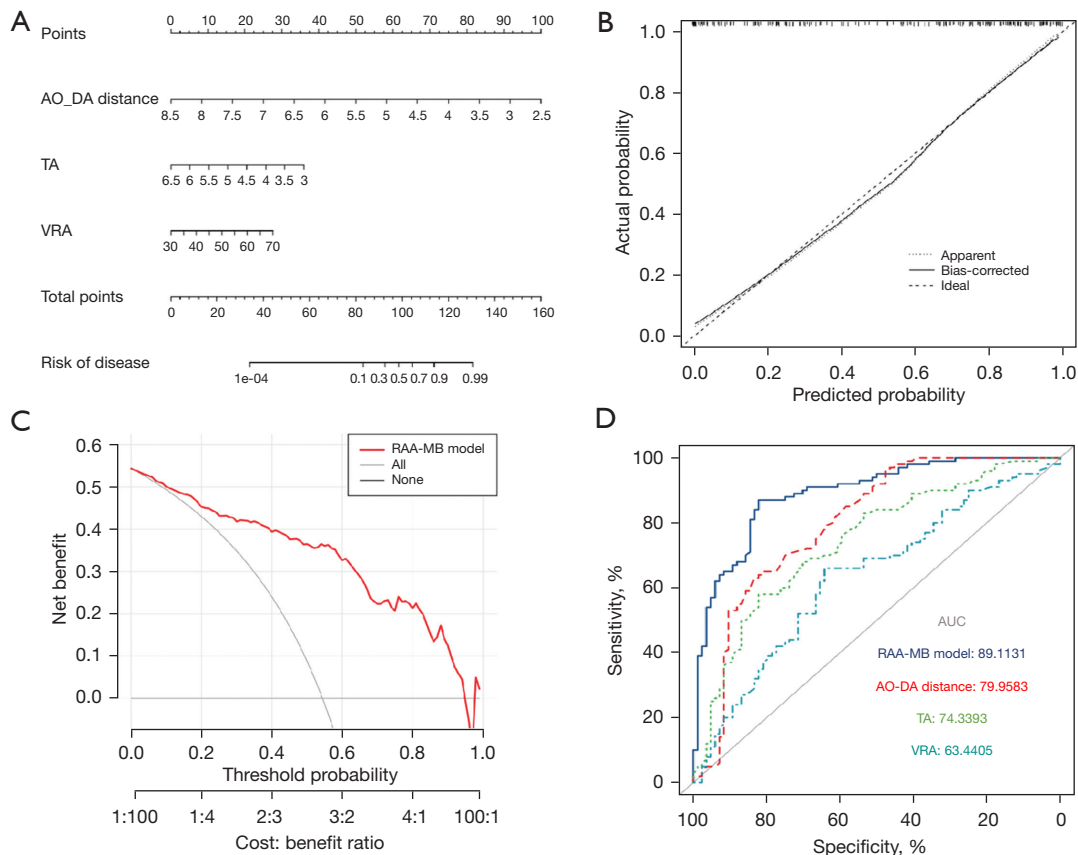 A
Points
0 10 20 30 40 50 60 70 80 90 100
AO_DA distance
8.5 8 7.5 7 6.5 6 5.5 5 4.5 4 3.5 3 2.5
TA
6.5 6 5.5 5 4.5 4 3.5 3
VRA
30 40 50 60 70
Total points
0 20 40 60 80 100 120 140 160
Risk of disease
1e-04 0.1 0.3 0.5 0.7 0.9 0.99
B
Actual probability
1.0
0.8
0.6
0.4
0.2
0.0
Apparent
Bias-corrected
Ideal
0.0 0.2 0.4 0.6 0.8 1.0
Predicted probability
C
Net benefit
0.6
0.5
0.4
0.3
0.2
0.1
0.0
RAA-MB model
All
None
0.0 0.2 0.4 0.6 0.8 1.0
Threshold probability
1:100 1:4 2:3 3:2 4:1 100:1
Cost: benefit ratio
D
Sensitivity, %
100
80
60
40
20
0
AUC
RAA-MB model: 89.1131
AO-DA distance: 79.9583
TA: 74.3393
VRA: 63.4405
100 80 60 40 20 0
Specificity, %